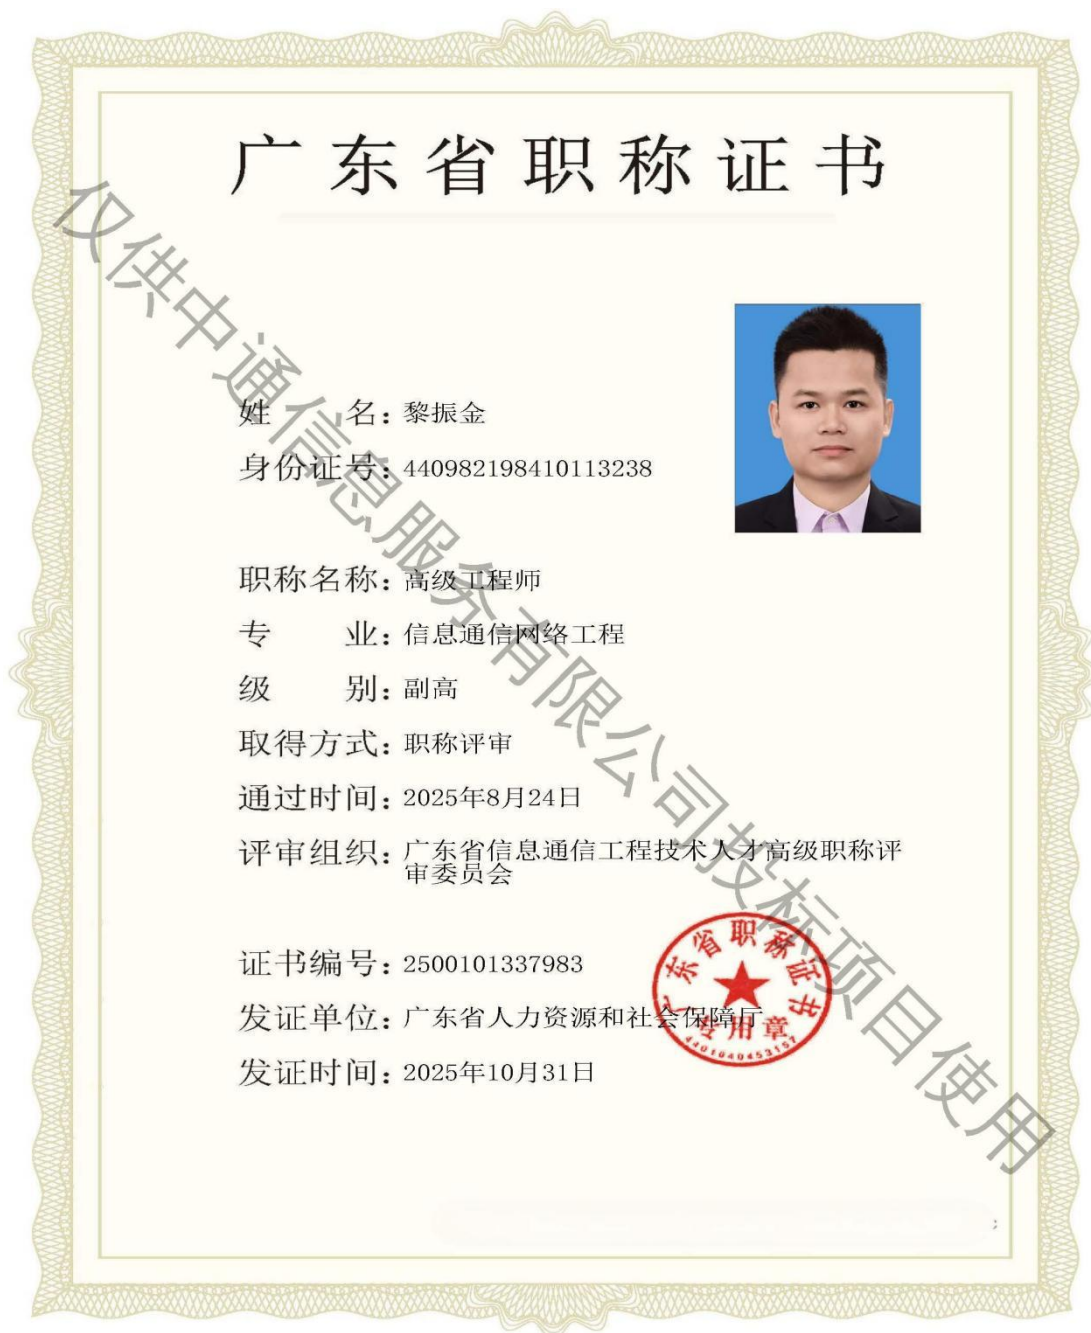 广东省职称证书
姓名：黎振金
身份证号：440982198410113238
职称名称：高级工程师
专业：信息通信网络工程
级别：副高
取得方式：职称评审
通过时间：2025年8月24日
评审组织：广东省信息通信工程技术人才高级职称评
审委员会
证书编号：2500101337983
发证单位：广东省人力资源和社会保障厅
发证时间：2025年10月31日
广东省职称证书
专用章
4401040453157
仅供中通信息服务有限公司投标项目使用